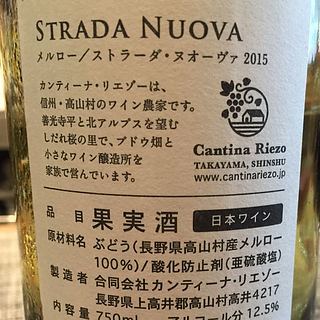 STRADA NUOVA
メルロー／ストラーダ・ヌオーヴァ 2015
カンティーナ・リエゾーは、
信州・高山村のワイン農家です。
善光寺平と北アルプスを望む
しだれ桜の里で、ブドウ畑と
小さなワイン醸造所を
家族で営んでいます。
Cantina Riezo
TAKAYAMA, SHINSHU
www.cantinariezo.jp
品目 果実酒 日本ワイン
原材料名 ぶどう(長野県高山村産メルロー
100%)/酸化防止剤(亜硫酸塩)
製造者 合同会社カンティーナ・リエゾー
長野県上高井郡高山村高井4217
内容量 750ml アルコール分 12.5%